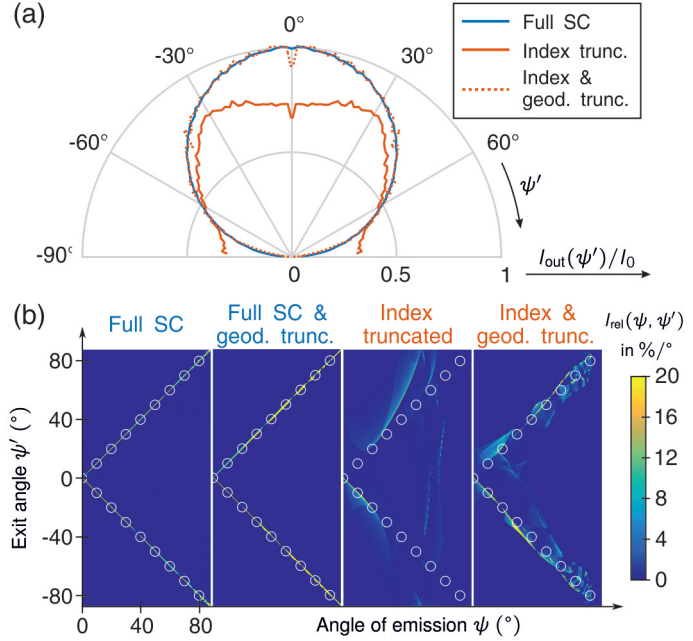 (a)
0°
-30°
30°
-60°
60°
-90°
Full SC
Index trunc.
Index &
geod. trunc.
ψ′
0
0.5
1
I_out(ψ′)/I_0
(b)
Full SC
Full SC &
geod. trunc.
Index
truncated
Index &
geod. trunc.
I_rel(ψ, ψ′)
in %/°
Exit angle ψ′ (°)
80
40
0
-40
-80
0
40
80
Angle of emission ψ (°)
20
16
12
8
4
0